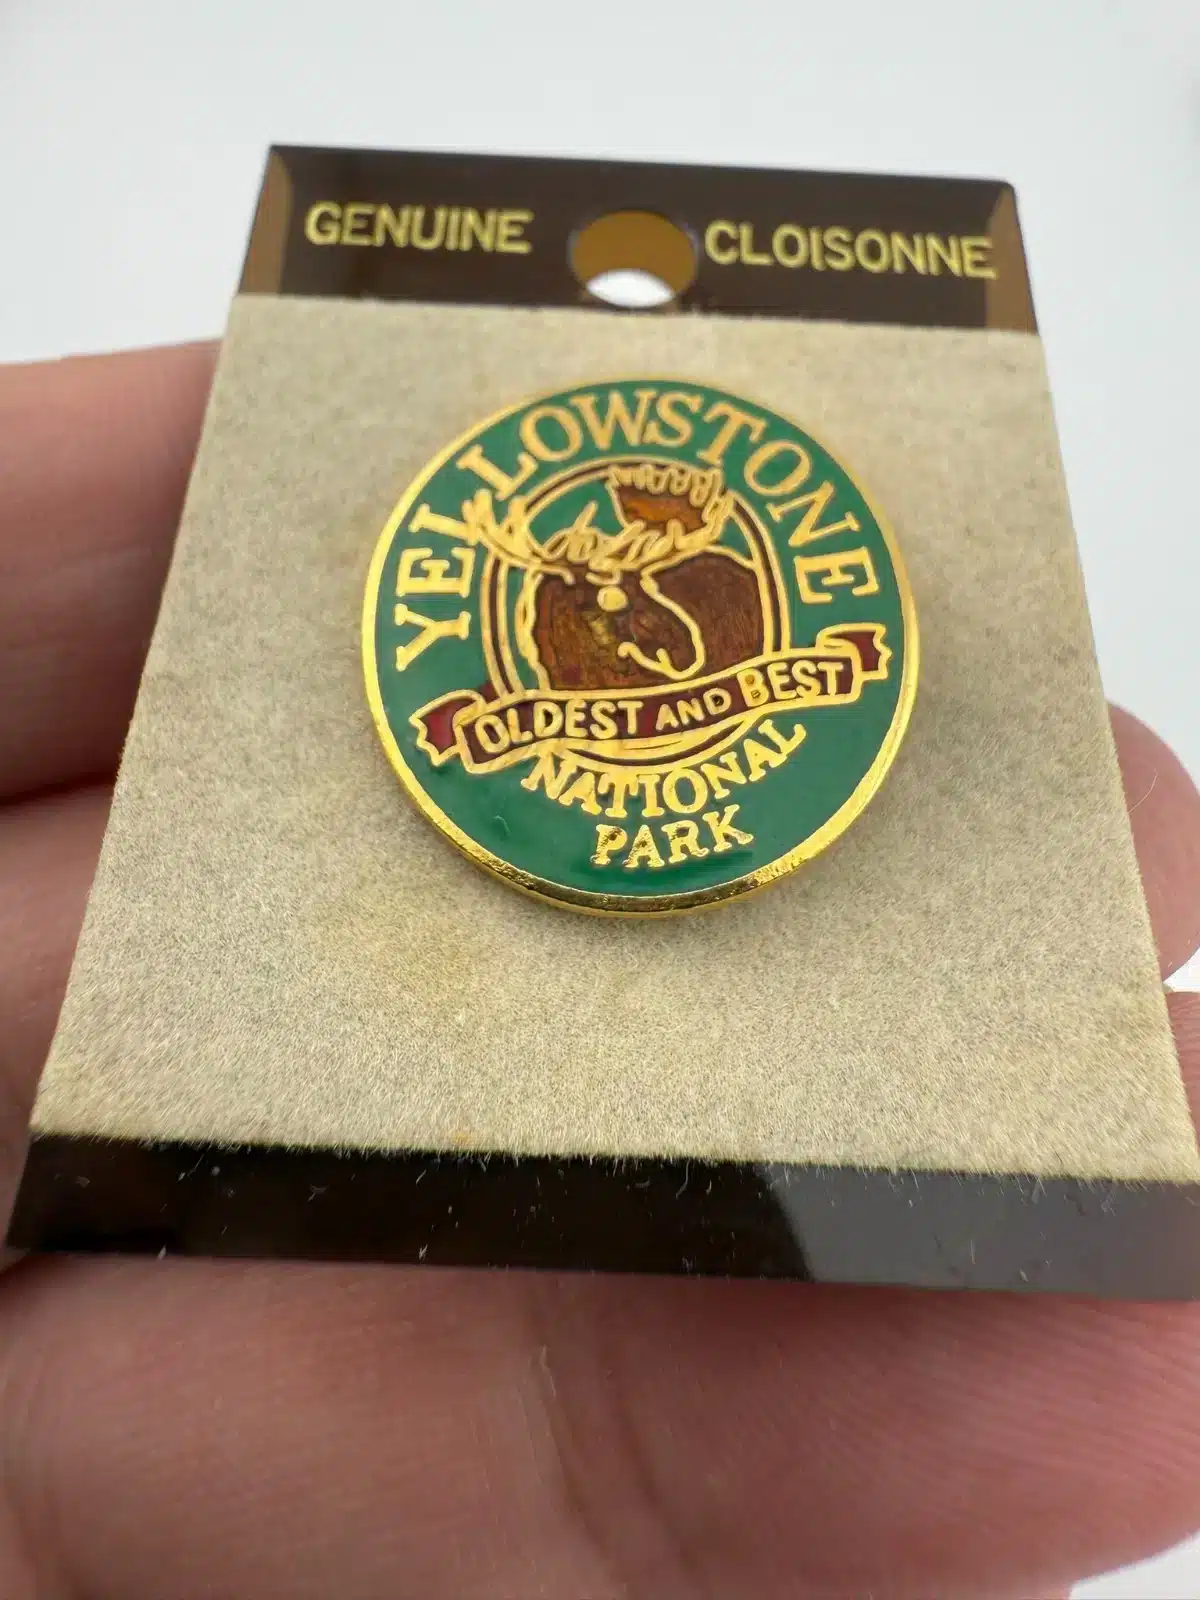 GENUINE CLOISONNE
YELLOWSTONE
OLDEST AND BEST
NATIONAL
PARK